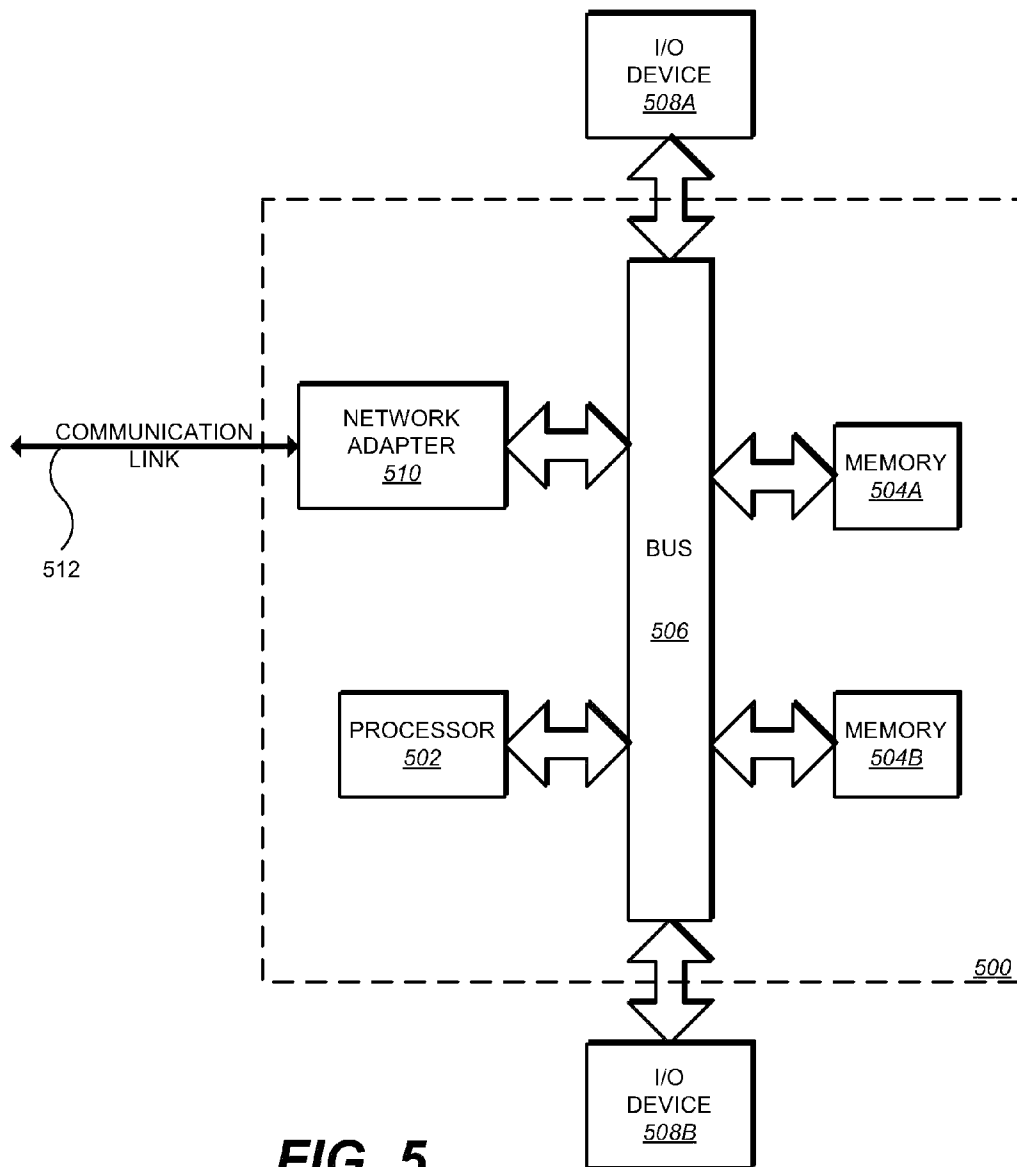 I/O
DEVICE
508A
COMMUNICATION
LINK
512
NETWORK
ADAPTER
510
MEMORY
504A
BUS
506
PROCESSOR
502
MEMORY
504B
500
I/O
DEVICE
508B
FIG. 5